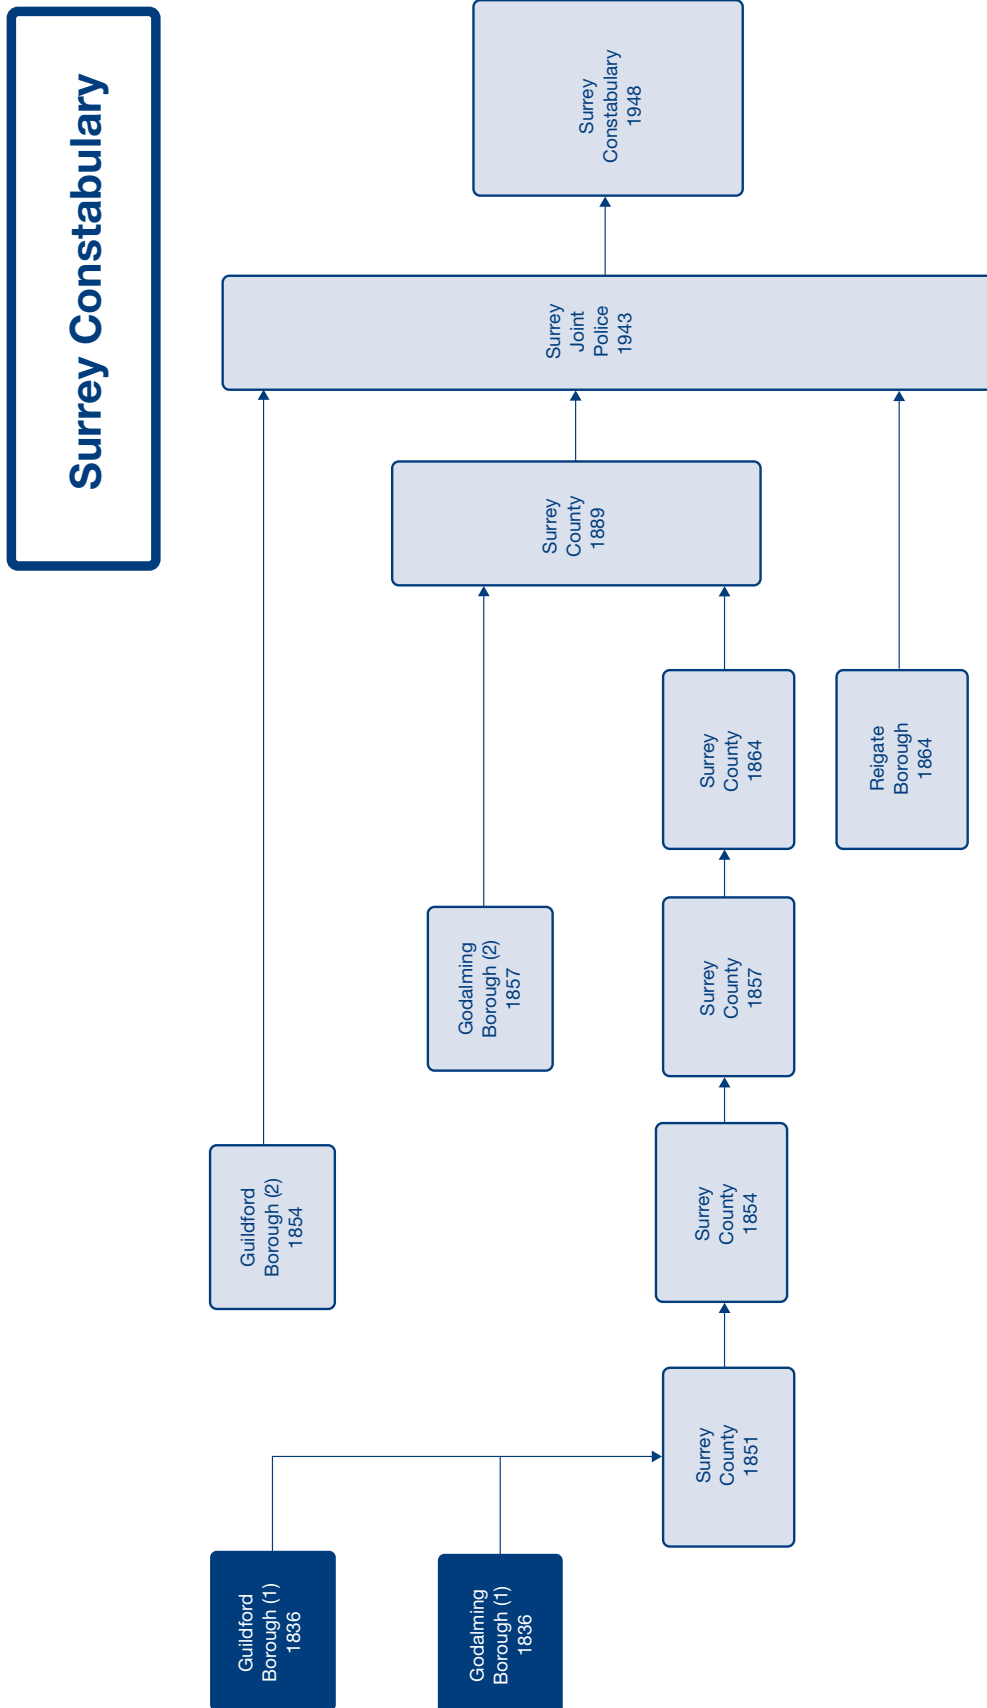 Surrey Constabulary
Guildford
Borough (1)
1836
Godalming
Borough (1)
1836
Surrey
County
1851
Guildford
Borough (2)
1854
Surrey
County
1854
Godalming
Borough (2)
1857
Surrey
County
1857
Surrey
County
1864
Reigate
Borough
1864
Surrey
County
1889
Surrey
Joint
Police
1943
Surrey
Constabulary
1948